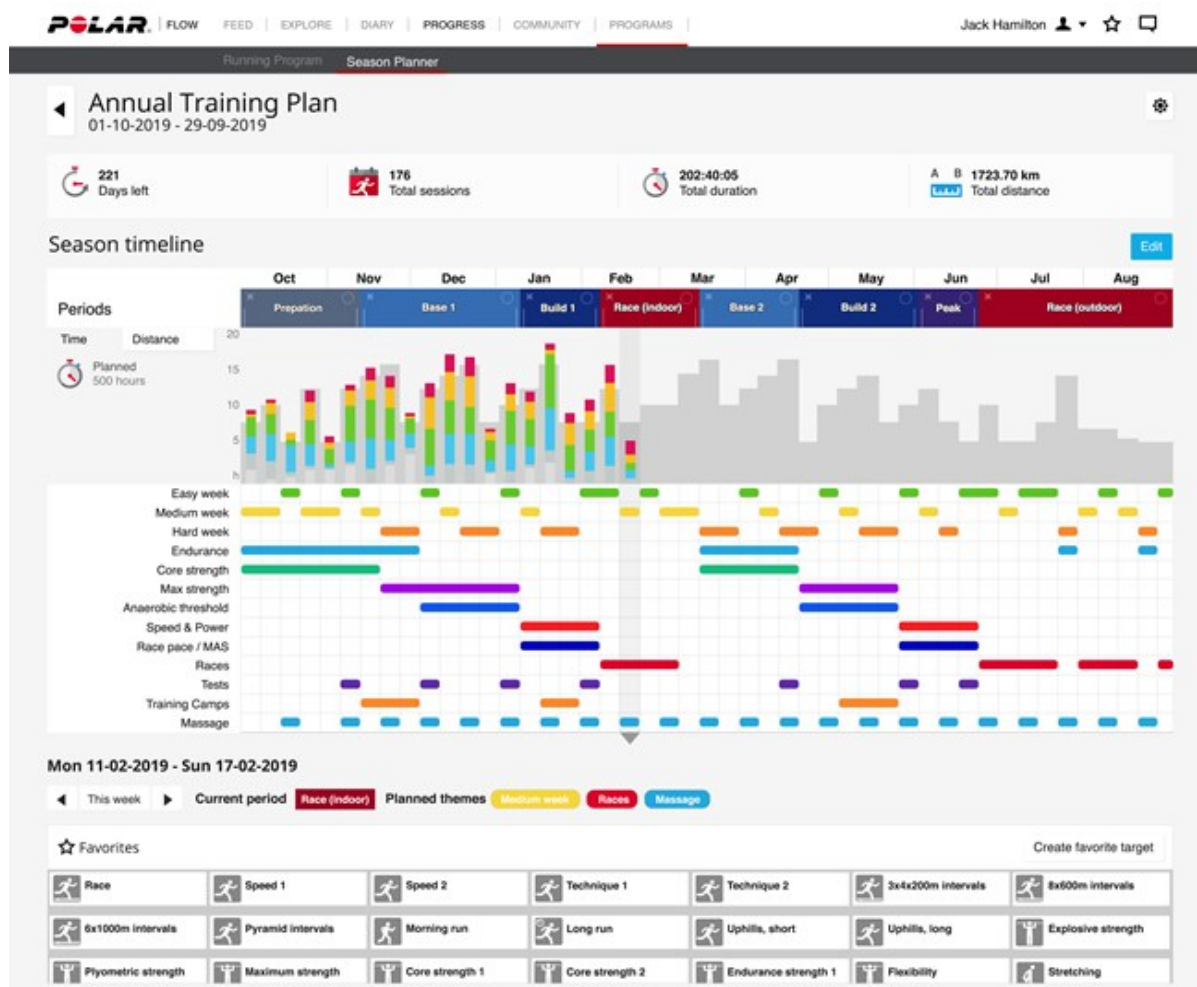 POLAR. FLOW FEED EXPLORE DIARY PROGRESS COMMUNITY PROGRAMS Jack Hamilton
Running Program Season Planner
Annual Training Plan
01-10-2019 - 29-09-2019
221 176 202:40:05 A B 1723.70 km
Days left Total sessions Total duration Total distance
Season timeline Edit
Oct Nov Dec Jan Feb Mar Apr May Jun Jul Aug
Periods Prepation Base 1 Build 1 Race (indoor) Base 2 Build 2 Peak Race (outdoor)
Time Distance 20
Planned 15
500 hours
10
5
h
Easy week
Medium week
Hard week
Endurance
Core strength
Max strength
Anaerobic threshold
Speed & Power
Race pace / MAS
Races
Tests
Training Camps
Massage
Mon 11-02-2019 - Sun 17-02-2019
This week Current period Race (indoor) Planned themes Medium week Races Massage
Favorites Create favorite target
Race Speed 1 Speed 2 Technique 1 Technique 2 3x4x200m intervals 8x600m intervals
6x1000m intervals Pyramid intervals Morning run Long run Uphills, short Uphills, long Explosive strength
Plyometric strength Maximum strength Core strength 1 Core strength 2 Endurance strength 1 Flexibility Stretching